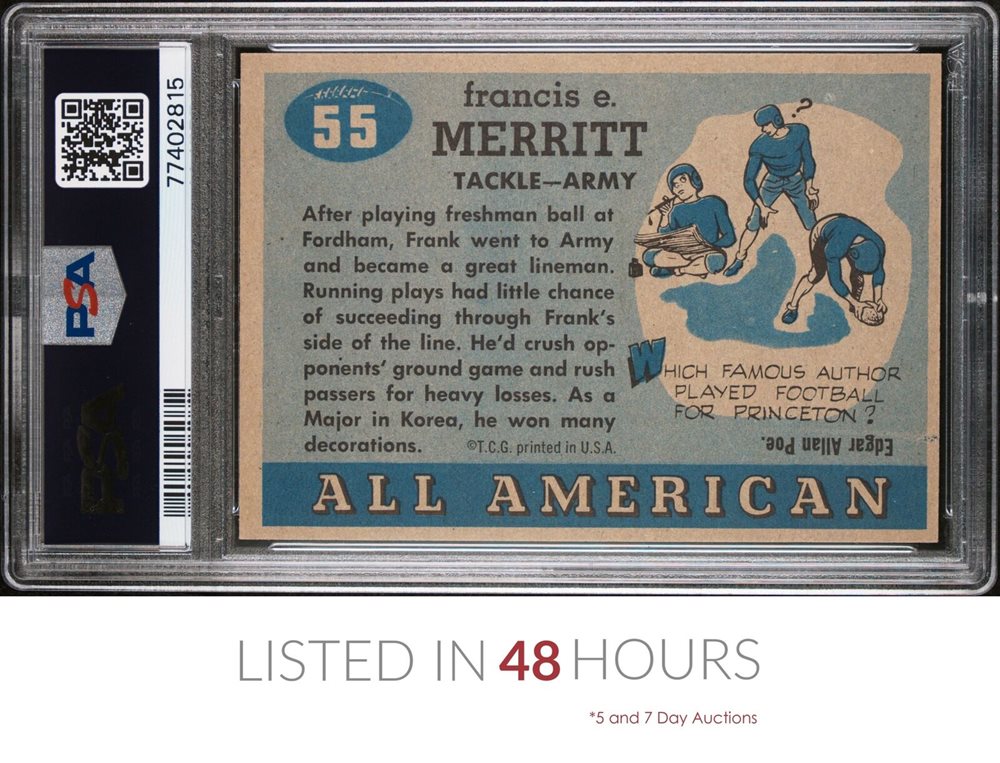 77402815
PSA
PSA
55
francis e.
MERRITT
TACKLE—ARMY
After playing freshman ball at
Fordham, Frank went to Army
and became a great lineman.
Running plays had little chance
of succeeding through Frank's
side of the line. He'd crush op-
ponents' ground game and rush
passers for heavy losses. As a
Major in Korea, he won many
decorations.
©T.C.G. printed in U.S.A.
?
WHICH FAMOUS AUTHOR
PLAYED FOOTBALL
FOR PRINCETON?
Edgar Allan Poe.
ALL AMERICAN
PSA
LISTED IN 48 HOURS
*5 and 7 Day Auctions